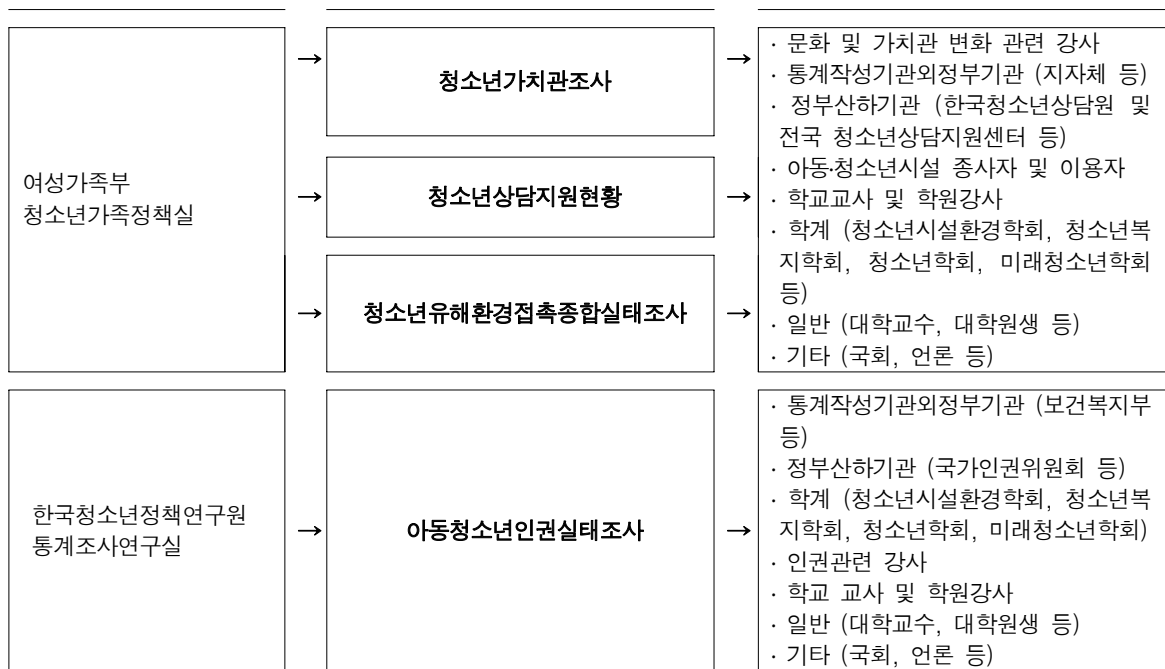 여성가족부
청소년가족정책실
→
청소년가치관조사
→
→
청소년상담지원현황
→
→
청소년유해환경접촉종합실태조사
→
· 문화 및 가치관 변화 관련 강사
· 통계작성기관외정부기관 (지자체 등)
· 정부산하기관 (한국청소년상담원 및
전국 청소년상담지원센터 등)
· 아동·청소년시설 종사자 및 이용자
· 학교교사 및 학원강사
· 학계 (청소년시설환경학회, 청소년복
지학회, 청소년학회, 미래청소년학회
등)
· 일반 (대학교수, 대학원생 등)
· 기타 (국회, 언론 등)
한국청소년정책연구원
통계조사연구실
→
아동청소년인권실태조사
→
· 통계작성기관외정부기관 (보건복지부
등)
· 정부산하기관 (국가인권위원회 등)
· 학계 (청소년시설환경학회, 청소년복
지학회, 청소년학회, 미래청소년학회)
· 인권관련 강사
· 학교 교사 및 학원강사
· 일반 (대학교수, 대학원생 등)
· 기타 (국회, 언론 등)